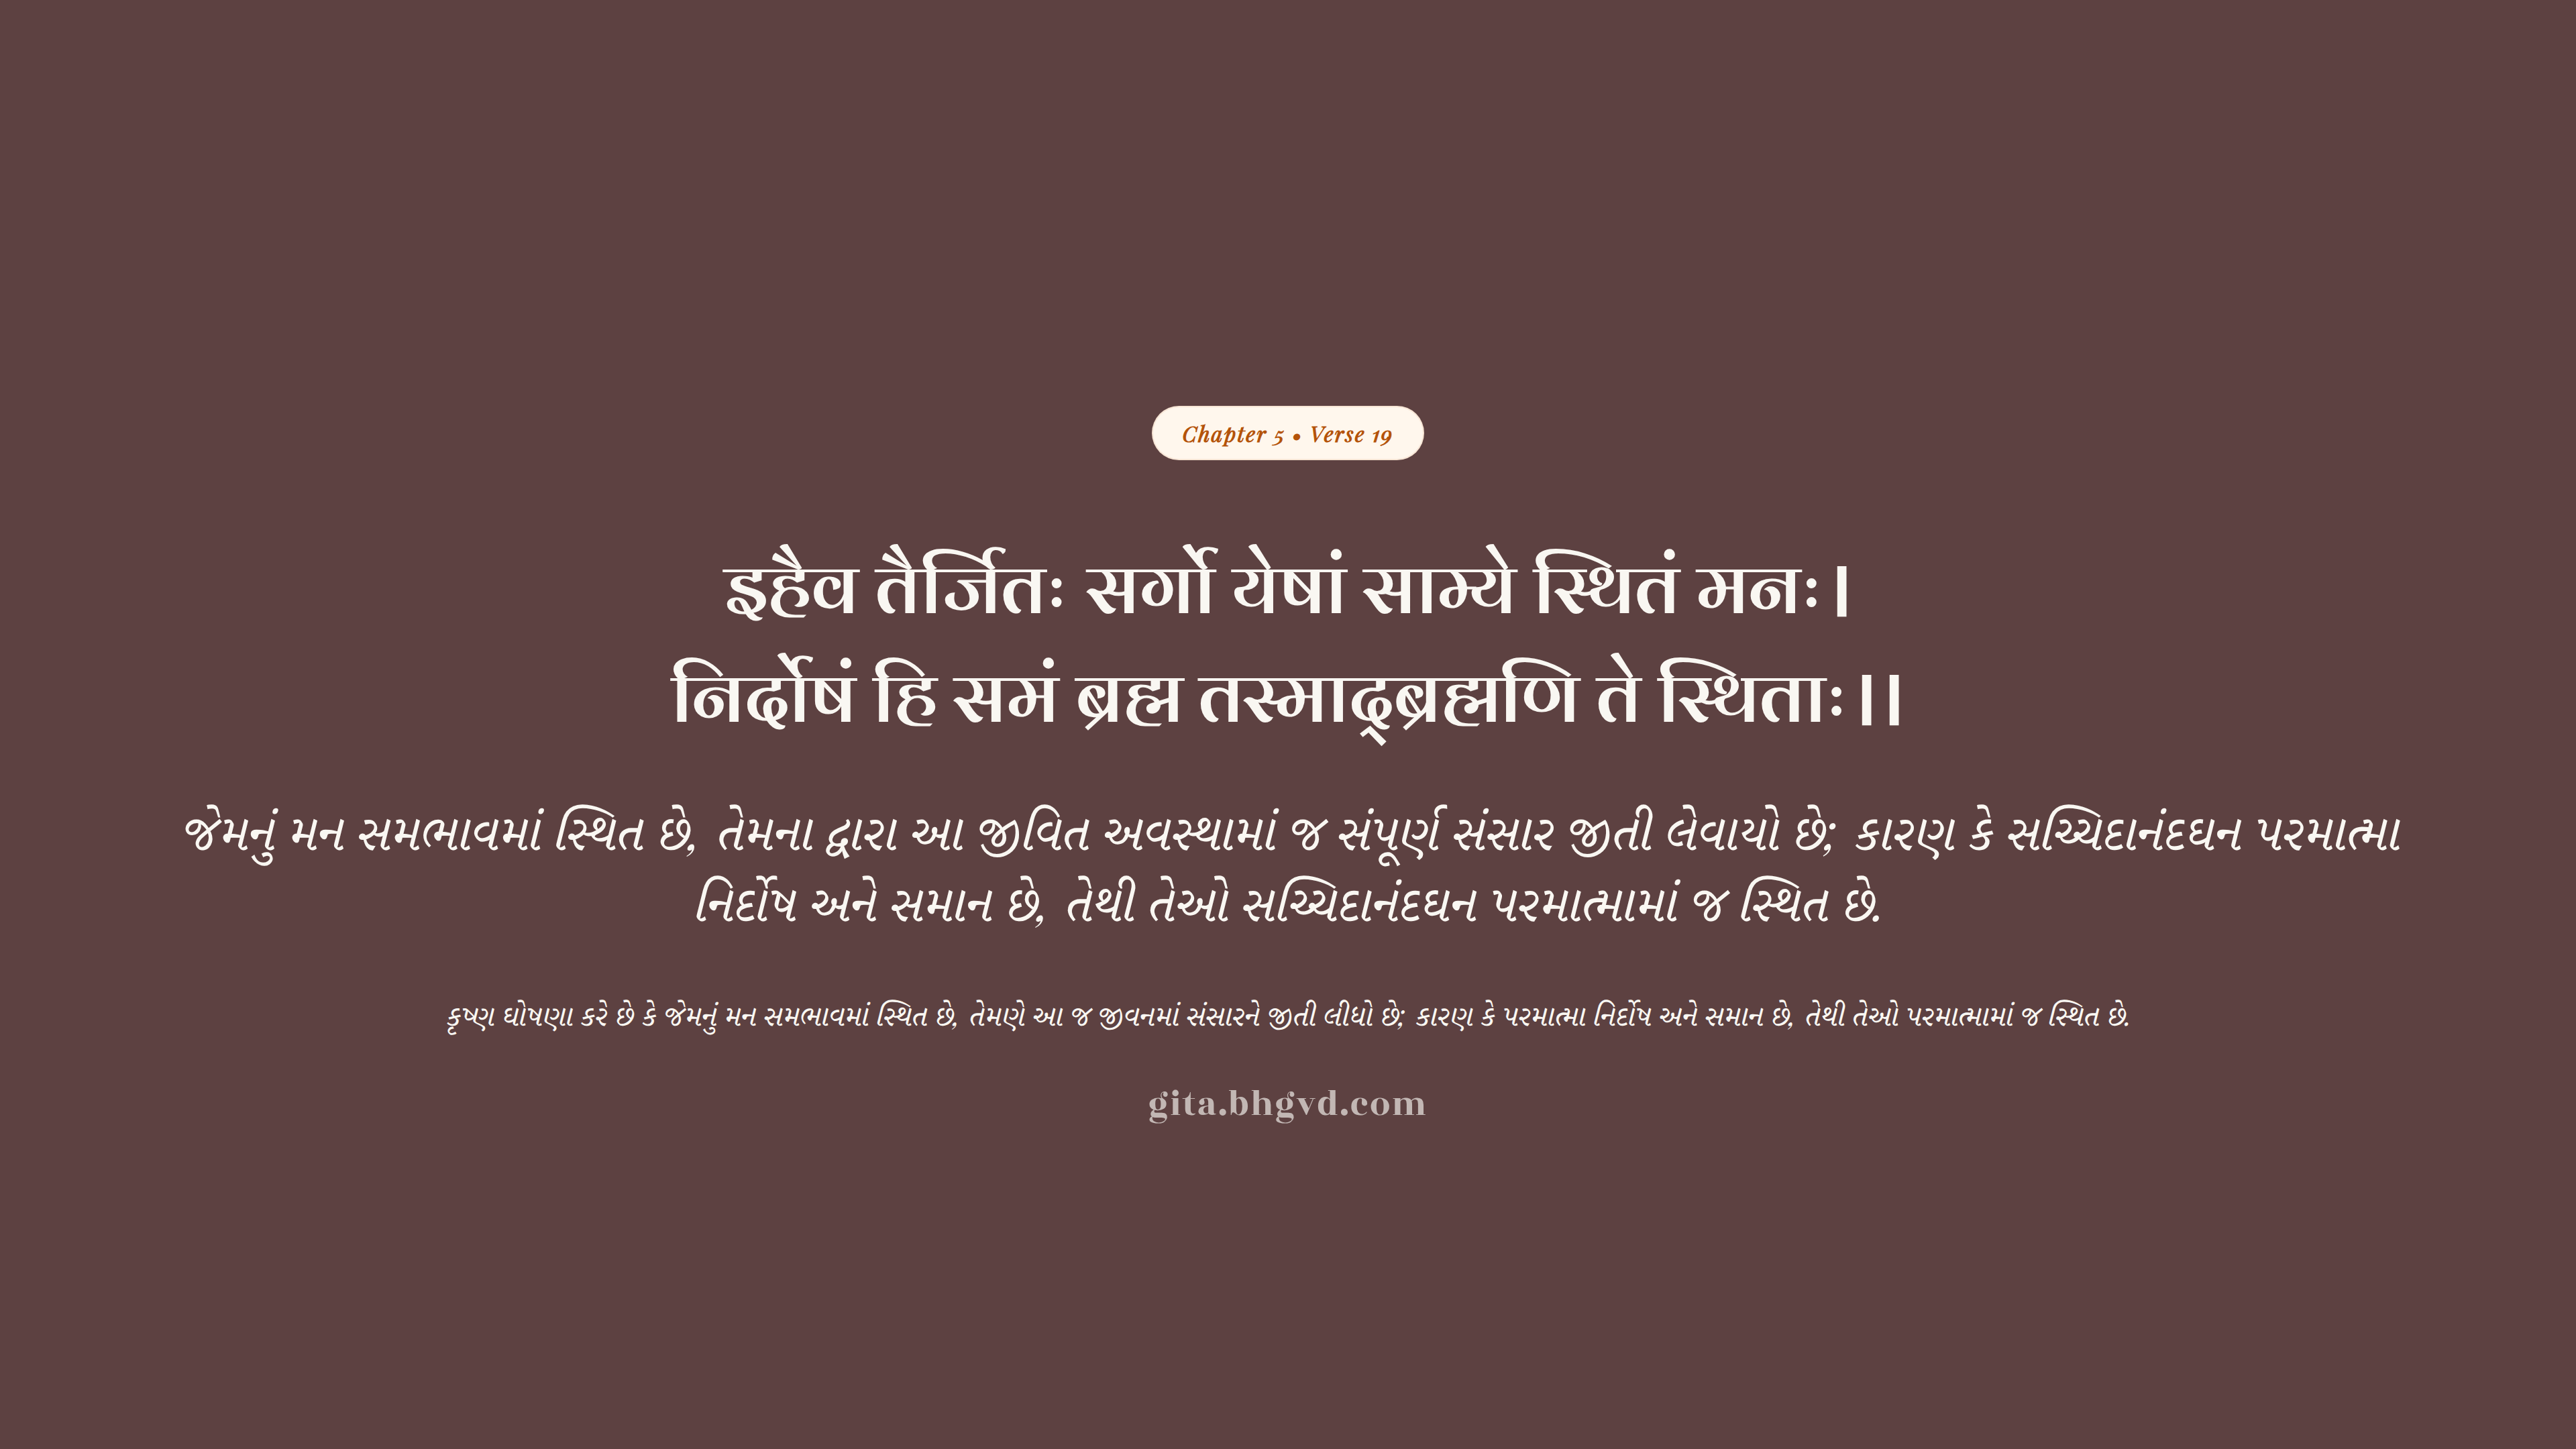 Chapter 5 • Verse 19
इहैव तैर्जितः सर्गो येषां साम्ये स्थितं मनः।
निर्दोषं हि समं ब्रह्म तस्माद्ब्रह्मणि ते स्थिताः।।
જેમનું મન સમભાવમાં સ્થિત છે, તેમના દ્વારા આ જીવિત અવસ્થામાં જ સંપૂર્ણ સંસાર જીતી લેવાયો છે; કારણ કે સચ્ચિદાનંદઘન પરમાત્મા
નિર્દોષ અને સમાન છે, તેથી તેઓ સચ્ચિદાનંદઘન પરમાત્મામાં જ સ્થિત છે.
કૃષ્ણ ઘોષણા કરે છે કે જેમનું મન સમભાવમાં સ્થિત છે, તેમણે આ જ જીવનમાં સંસારને જીતી લીધો છે; કારણ કે પરમાત્મા નિર્દોષ અને સમાન છે, તેથી તેઓ પરમાત્મામાં જ સ્થિત છે.
gita.bhgvd.com